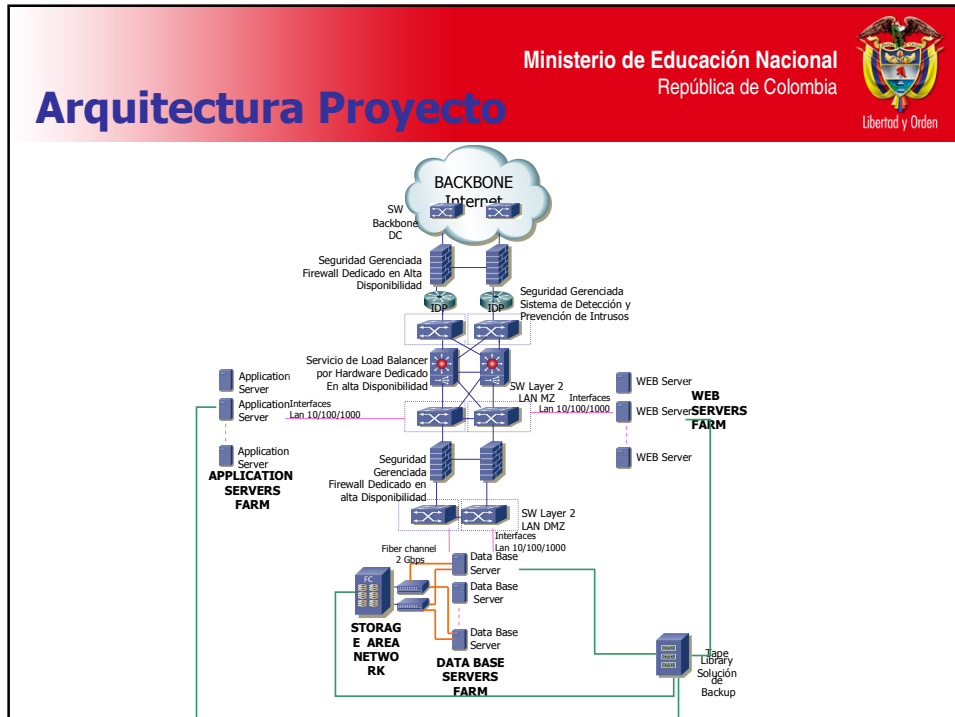 Ministerio de Educación Nacional
República de Colombia
Libertad y Orden
Arquitectura Proyecto
BACKBONE
Internet
SW
Backbone
DC
Seguridad Gerenciada
Firewall Dedicado en Alta
Disponibilidad
IDP
IDP
Seguridad Gerenciada
Sistema de Detección y
Prevención de Intrusos
Servicio de Load Balancer
por Hardware Dedicado
En alta Disponibilidad
SW Layer 2
LAN MZ
Interfaces
Lan 10/100/1000
Application
Server
Application
Server
Interfaces
Lan 10/100/1000
Application
Server
APPLICATION
SERVERS
FARM
WEB Server
WEB Server
WEB Server
WEB
SERVERS
FARM
Seguridad
Gerenciada
Firewall Dedicado en
alta Disponibilidad
SW Layer 2
LAN DMZ
Interfaces
Lan 10/100/1000
Fiber channel
2 Gbps
FC
Data Base
Server
Data Base
Server
Data Base
Server
STORAG
E AREA
NETWO
RK
DATA BASE
SERVERS
FARM
Tape
Library
Solución
de
Backup